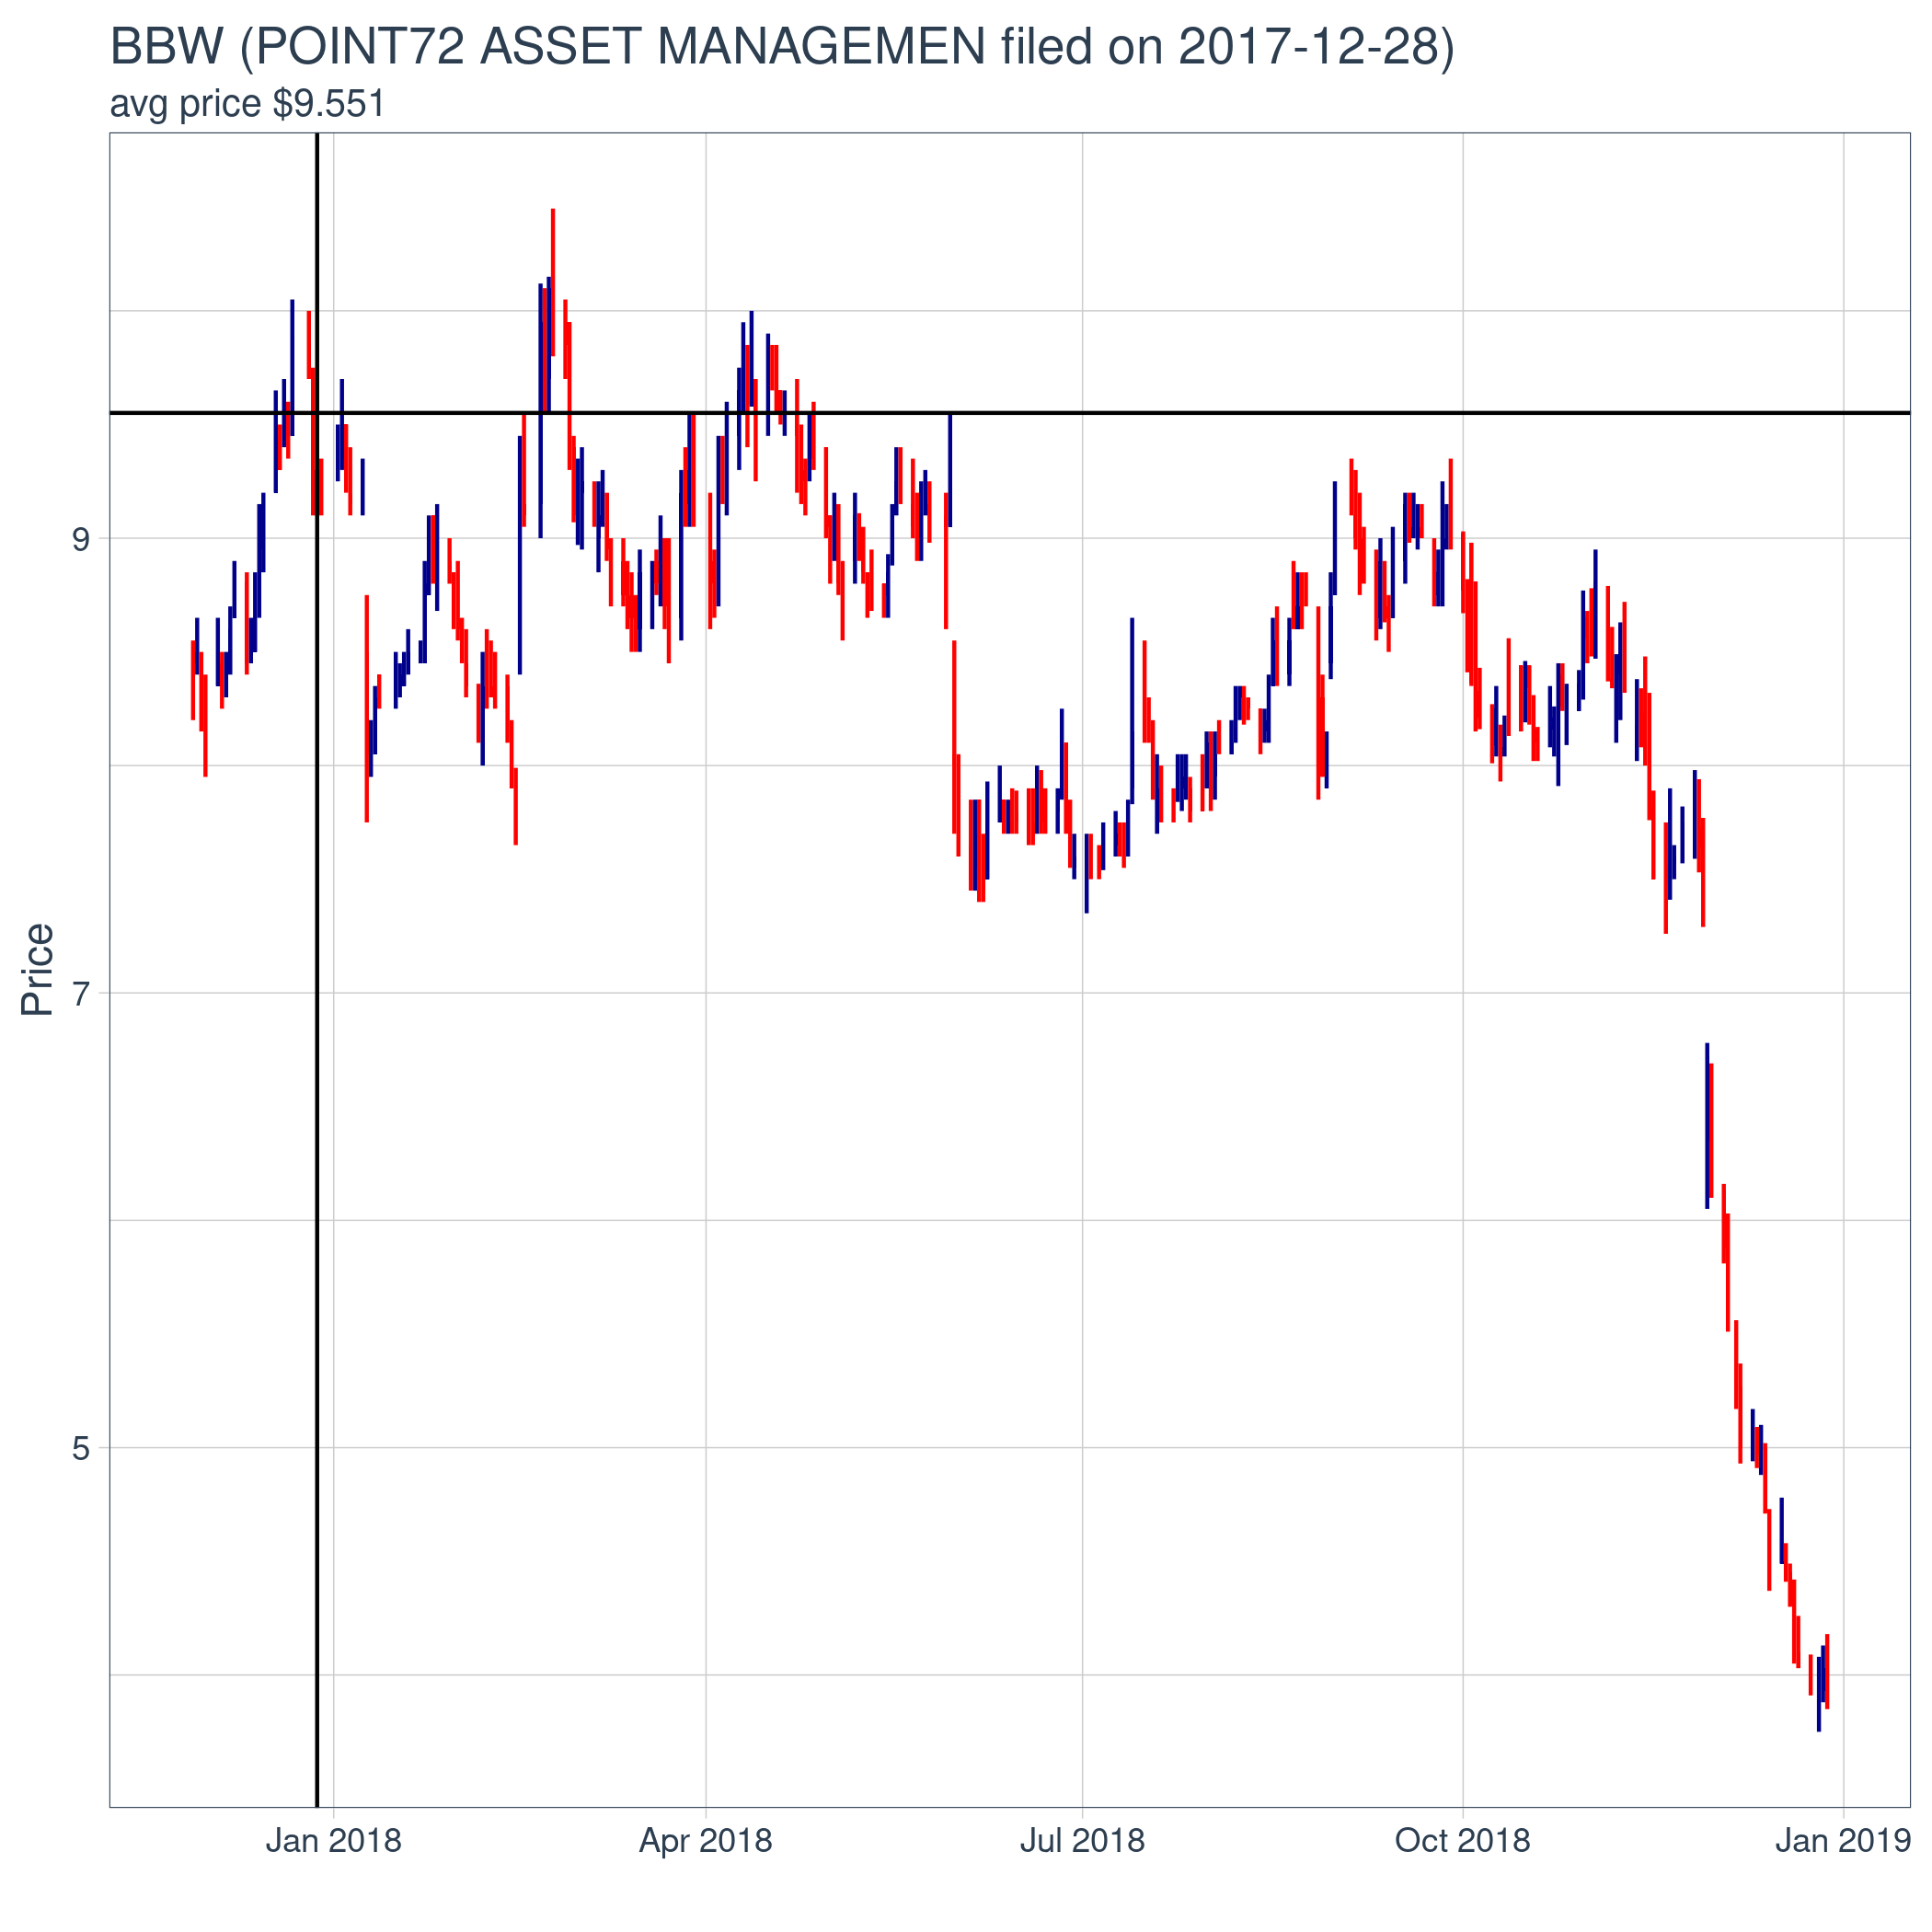 BBW (POINT72 ASSET MANAGEMEN filed on 2017-12-28)
avg price $9.551
Price
9
7
5
Jan 2018
Apr 2018
Jul 2018
Oct 2018
Jan 2019